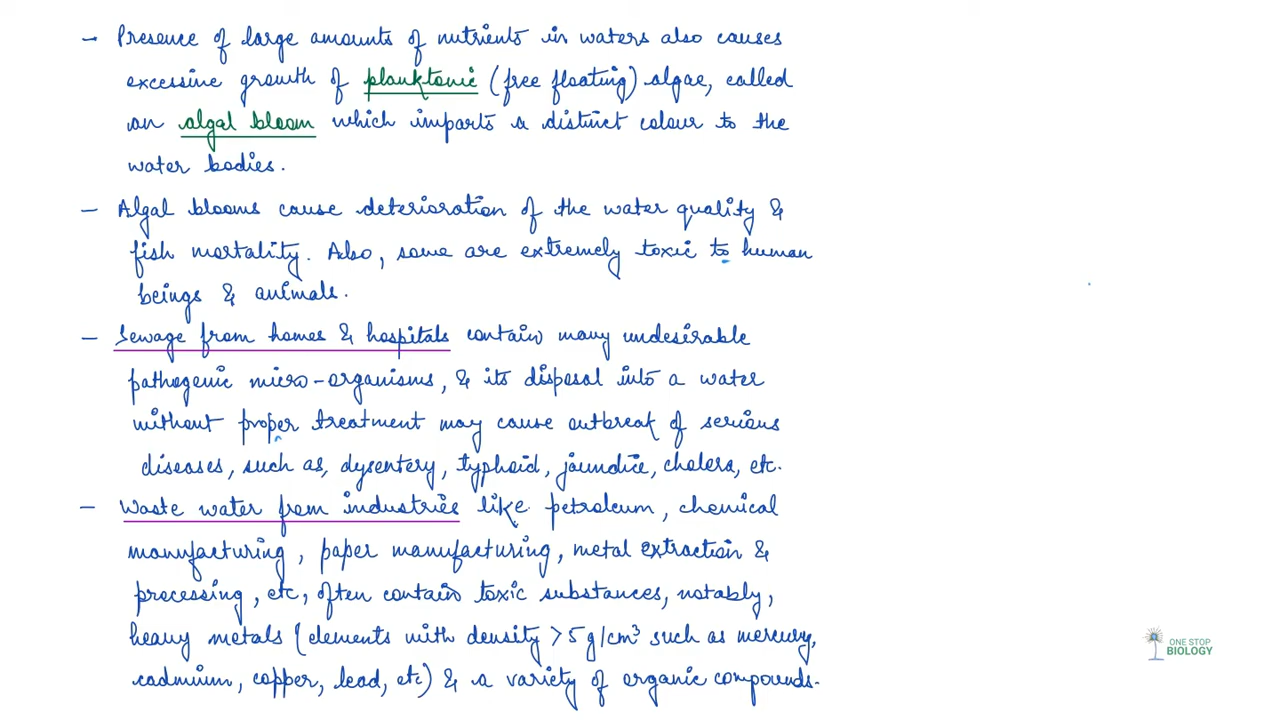 - Presence of large amounts of nutrients in waters also causes
excessive growth of planktonic (free floating) algae, called
an algal bloom which imparts a distinct colour to the
water bodies.
- Algal blooms cause deterioration of the water quality &
fish mortality. Also, some are extremely toxic to human
beings & animals.
- Sewage from homes & hospitals contain many undesirable
pathogenic micro-organisms, & its disposal into a water
without proper treatment may cause outbreak of serious
diseases, such as, dysentery, typhoid, jaundice, cholera, etc.
- Waste water from industries like petroleum, chemical
manufacturing, paper manufacturing, metal extraction &
processing, etc, often contain toxic substances, notably,
heavy metals (elements with density > 5 g/cm³ such as mercury,
cadmium, copper, lead, etc) & a variety of organic compounds.
ONE STOP
BIOLOGY